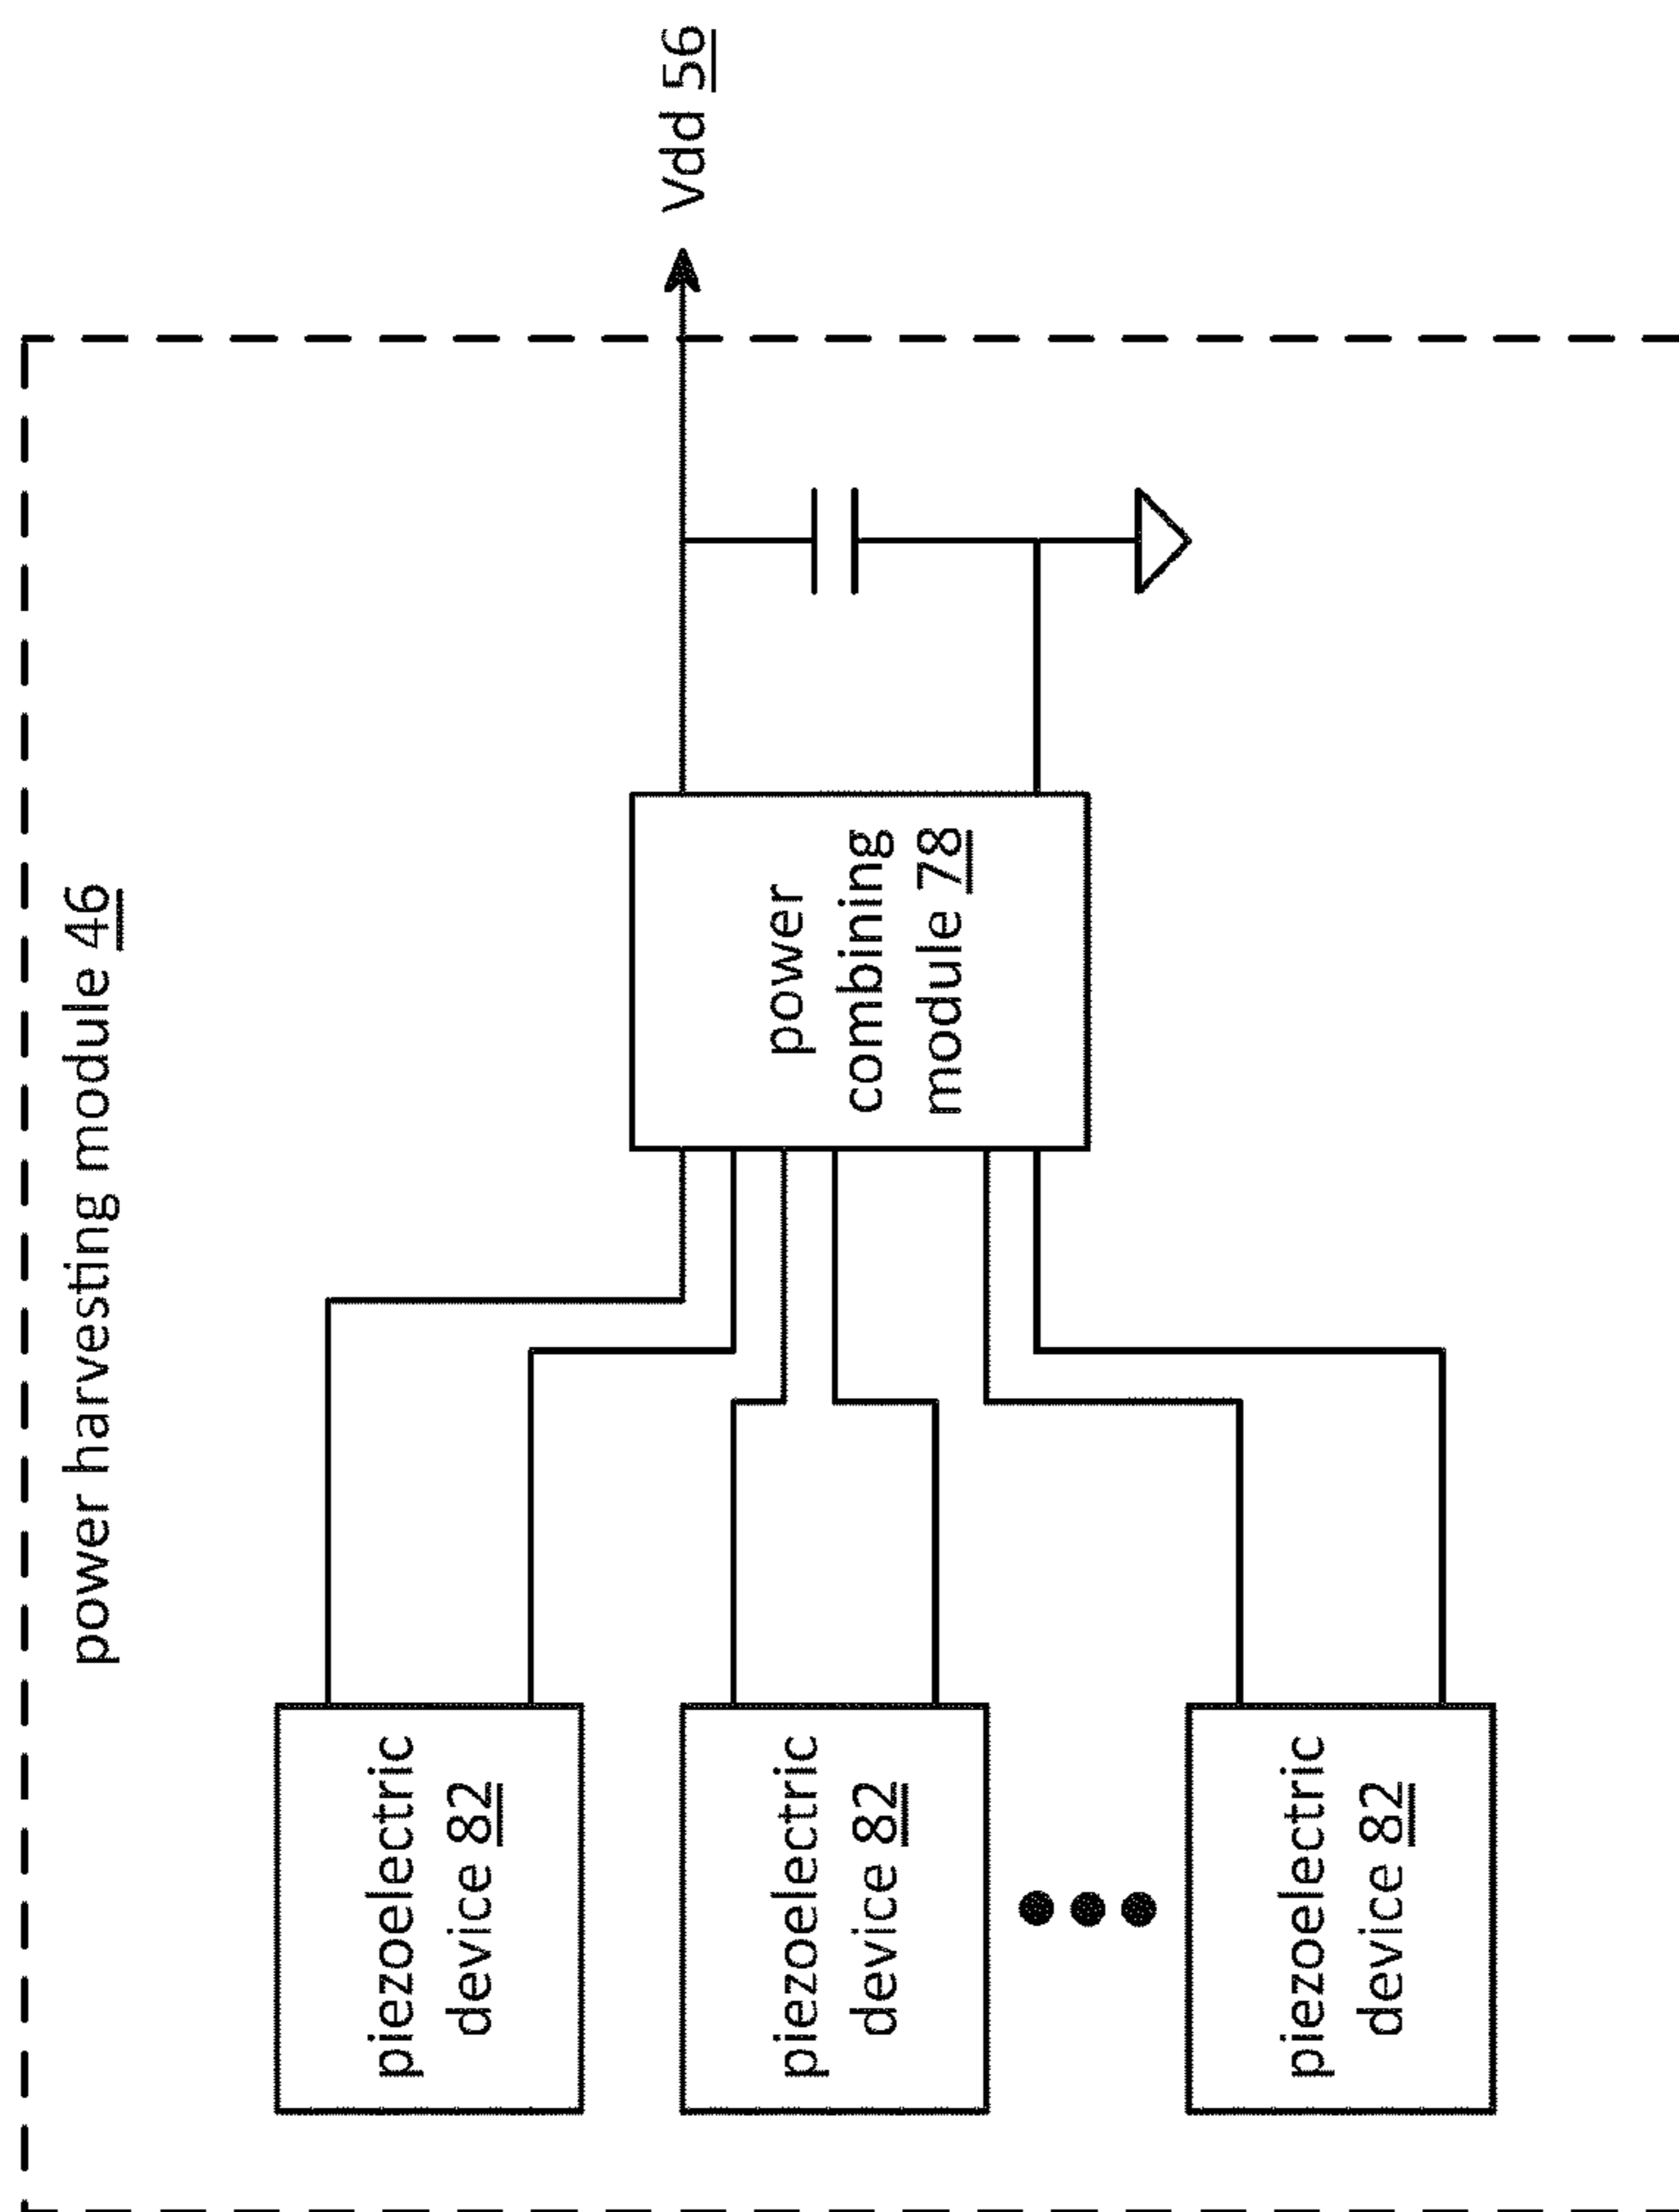 power harvesting module 46
piezoelectric
device 82
piezoelectric
device 82
piezoelectric
device 82
power
combining
module 78
Vdd 56